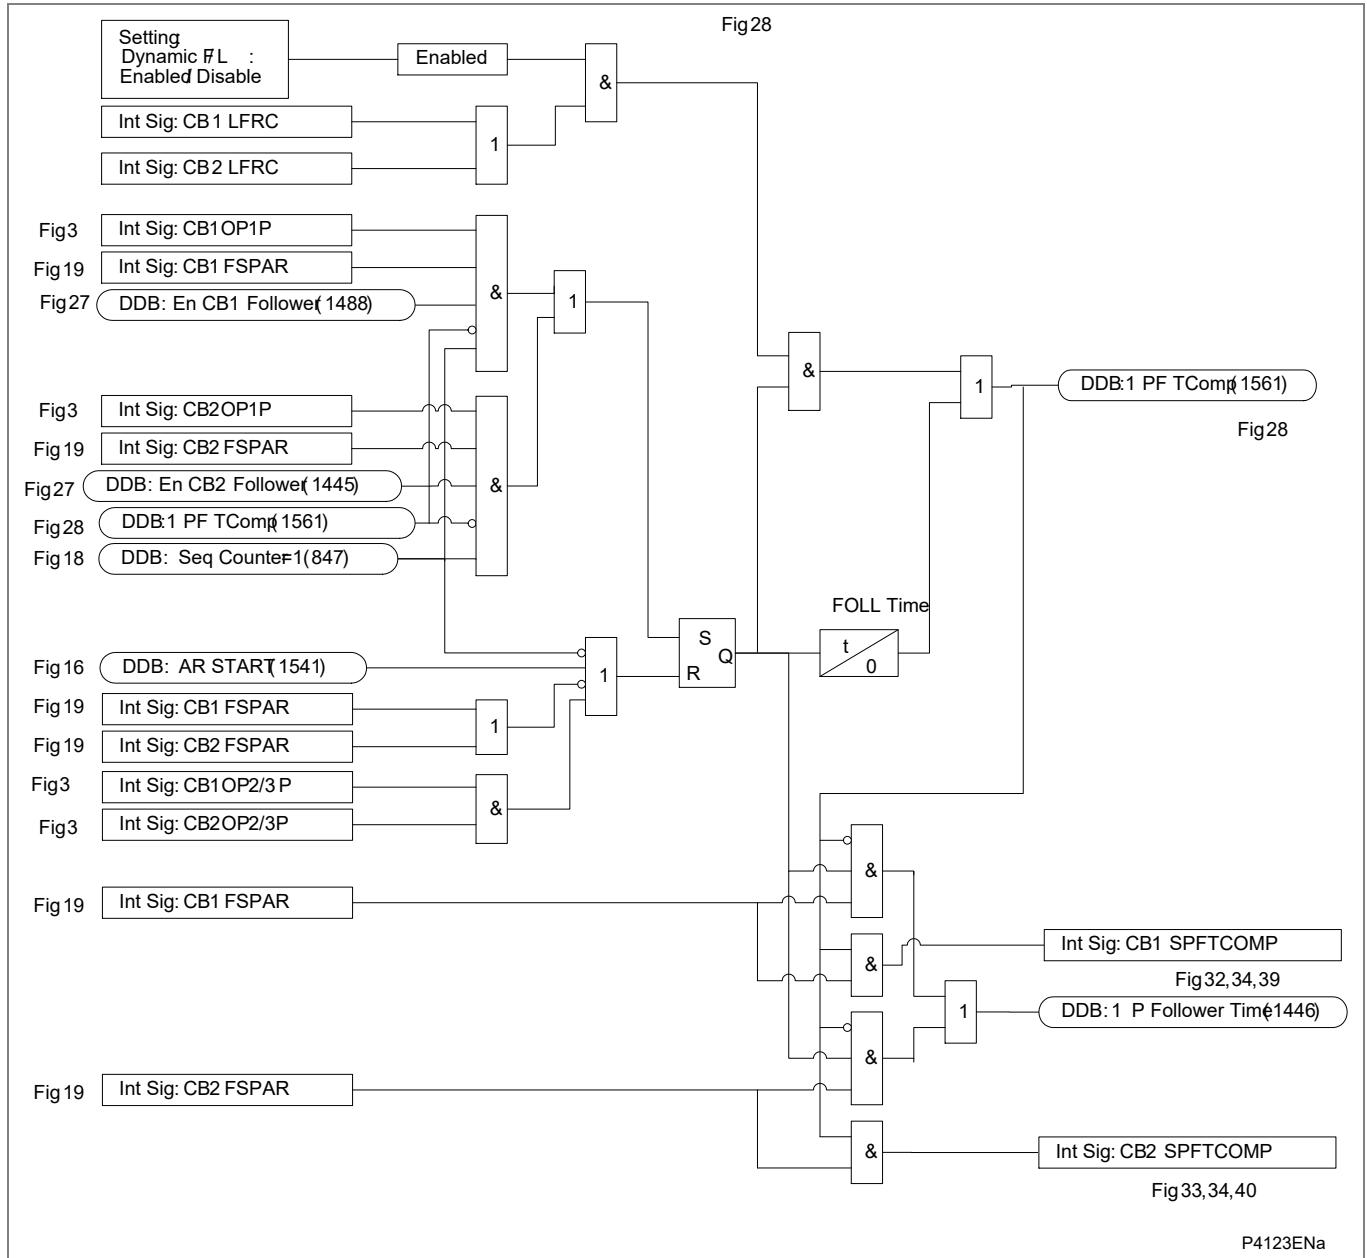 Fig28
Setting:
Dynamic F/L :
Enabled/Disable
Enabled
&
Int Sig: CB1 LFRC
1
Int Sig: CB2 LFRC
Fig3
Int Sig: CB1OP1P
Fig19
Int Sig: CB1 FSPAR
Fig27
DDB: En CB1 Follower(1488)
&
1
&
1
DDB:1 PF TComp(1561)
Fig28
Fig3
Int Sig: CB2OP1P
Fig19
Int Sig: CB2 FSPAR
Fig27
DDB: En CB2 Follower(1445)
&
Fig28
DDB:1 PF TComp(1561)
Fig18
DDB: Seq Counter=1(847)
FOLL Time
t
0
S
Q
R
Fig16
DDB: AR START(1541)
1
Fig19
Int Sig: CB1 FSPAR
1
Fig19
Int Sig: CB2 FSPAR
Fig3
Int Sig: CB1OP2/3P
&
Fig3
Int Sig: CB2OP2/3P
&
Fig19
Int Sig: CB1 FSPAR
&
Int Sig: CB1 SPFTCOMP
Fig32,34,39
1
DDB:1 P Follower Time(1446)
&
Fig19
Int Sig: CB2 FSPAR
&
Int Sig: CB2 SPFTCOMP
Fig33,34,40
P4123ENa